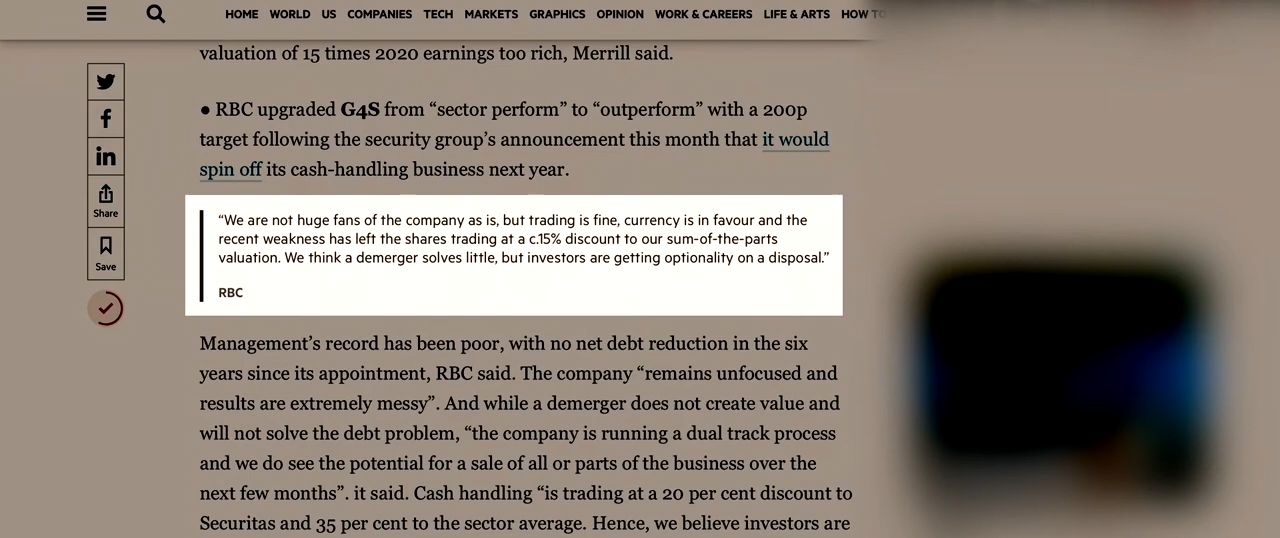 HOME WORLD US COMPANIES TECH MARKETS GRAPHICS OPINION WORK & CAREERS LIFE & ARTS HOW TO
valuation of 15 times 2020 earnings too rich, Merrill said.
● RBC upgraded G4S from “sector perform” to “outperform” with a 200p
target following the security group’s announcement this month that it would
spin off its cash-handling business next year.
Share
Save
“We are not huge fans of the company as is, but trading is fine, currency is in favour and the
recent weakness has left the shares trading at a c.15% discount to our sum-of-the-parts
valuation. We think a demerger solves little, but investors are getting optionality on a disposal.”
RBC
Management’s record has been poor, with no net debt reduction in the six
years since its appointment, RBC said. The company “remains unfocused and
results are extremely messy”. And while a demerger does not create value and
will not solve the debt problem, “the company is running a dual track process
and we do see the potential for a sale of all or parts of the business over the
next few months”. it said. Cash handling “is trading at a 20 per cent discount to
Securitas and 35 per cent to the sector average. Hence, we believe investors are